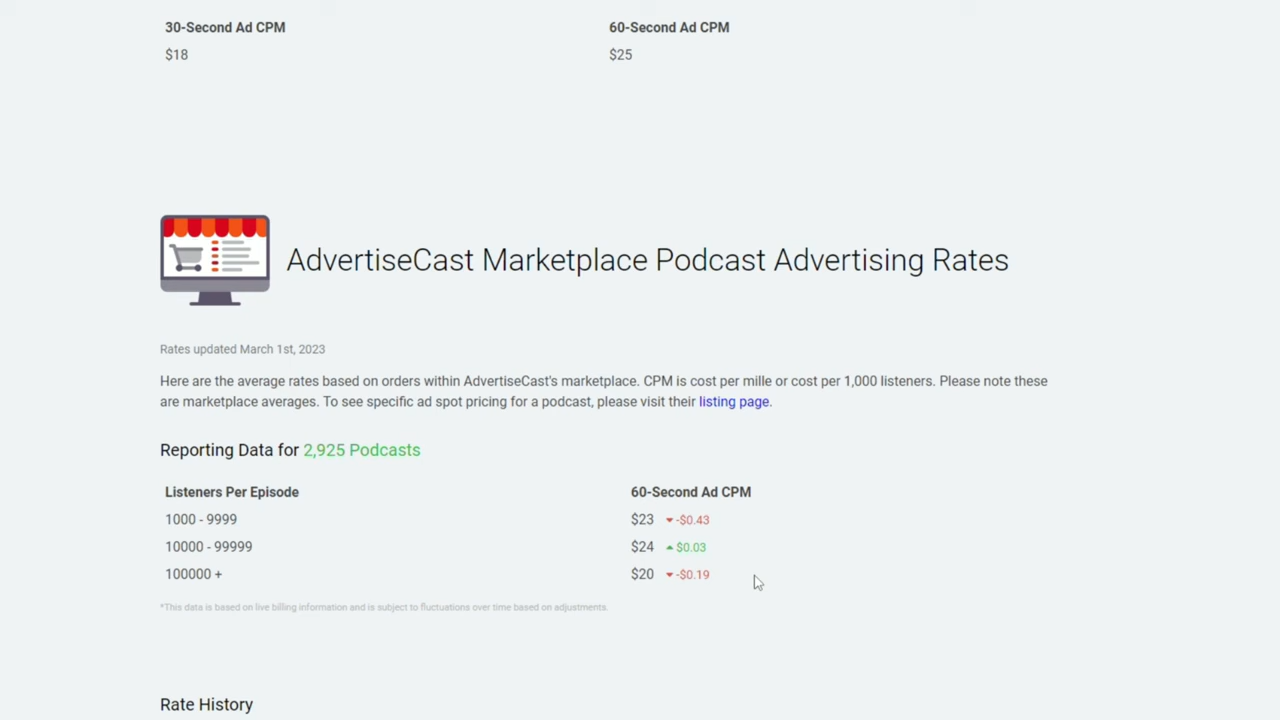 30-Second Ad CPM 60-Second Ad CPM
$18 $25
AdvertiseCast Marketplace Podcast Advertising Rates
Rates updated March 1st, 2023
Here are the average rates based on orders within AdvertiseCast's marketplace. CPM is cost per mille or cost per 1,000 listeners. Please note these
are marketplace averages. To see specific ad spot pricing for a podcast, please visit their listing page.
Reporting Data for 2,925 Podcasts
Listeners Per Episode 60-Second Ad CPM
1000 - 9999 $23 -$0.43
10000 - 99999 $24 $0.03
100000 + $20 -$0.19
*This data is based on live billing information and is subject to fluctuations over time based on adjustments.
Rate History